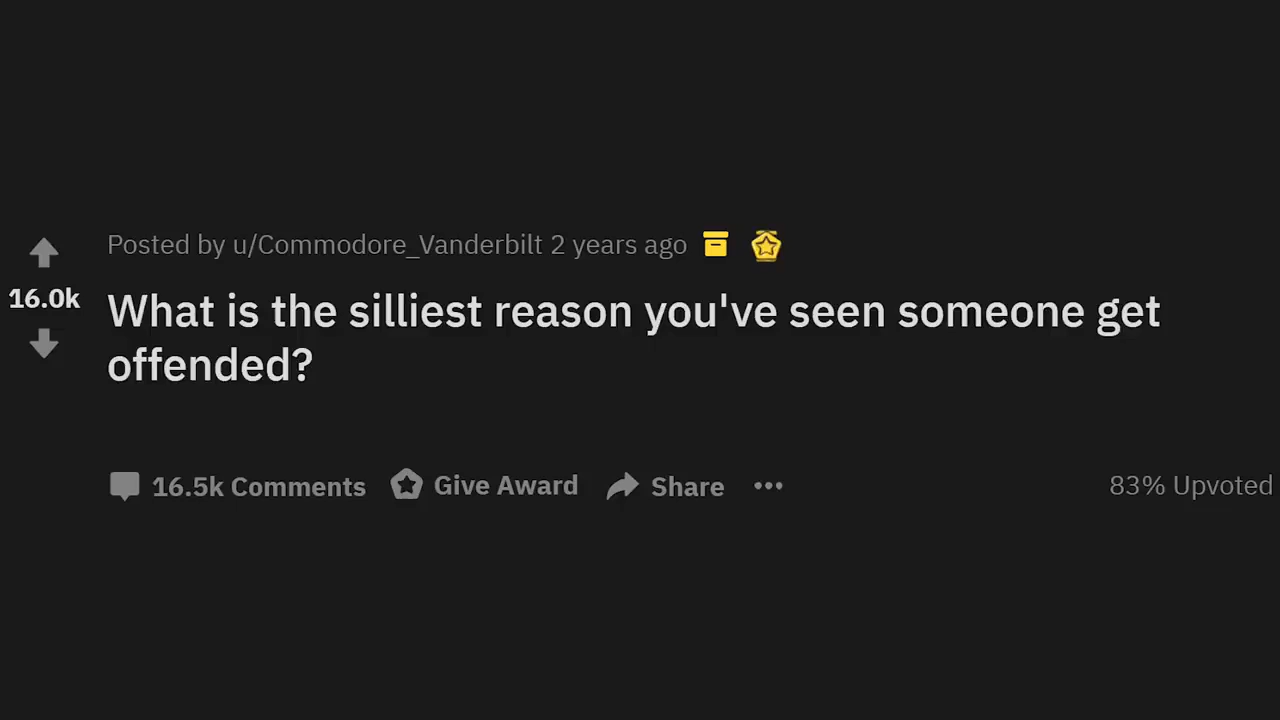 Posted by u/Commodore_Vanderbilt 2 years ago
16.0k
What is the silliest reason you've seen someone get
offended?
16.5k Comments Give Award Share ••• 83% Upvoted